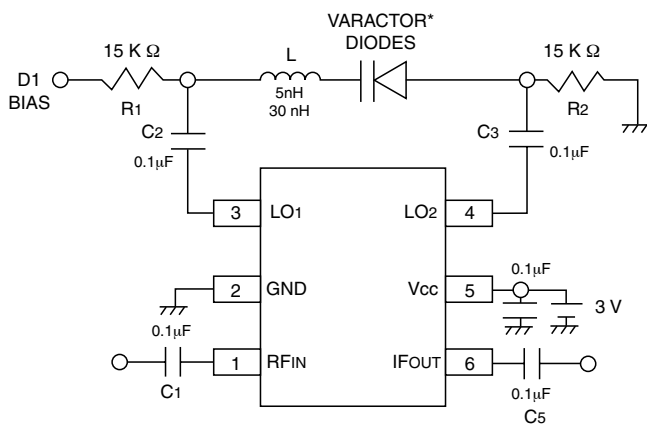 VARACTOR*
DIODES
15 K Ω
L
15 K Ω
D1
BIAS
R1
5nH
30 nH
R2
C2
0.1µF
C3
0.1µF
3
LO1
LO2
4
2
GND
Vcc
5
0.1µF
3 V
0.1µF
1
RFIN
IFOUT
6
C1
0.1µF
C5